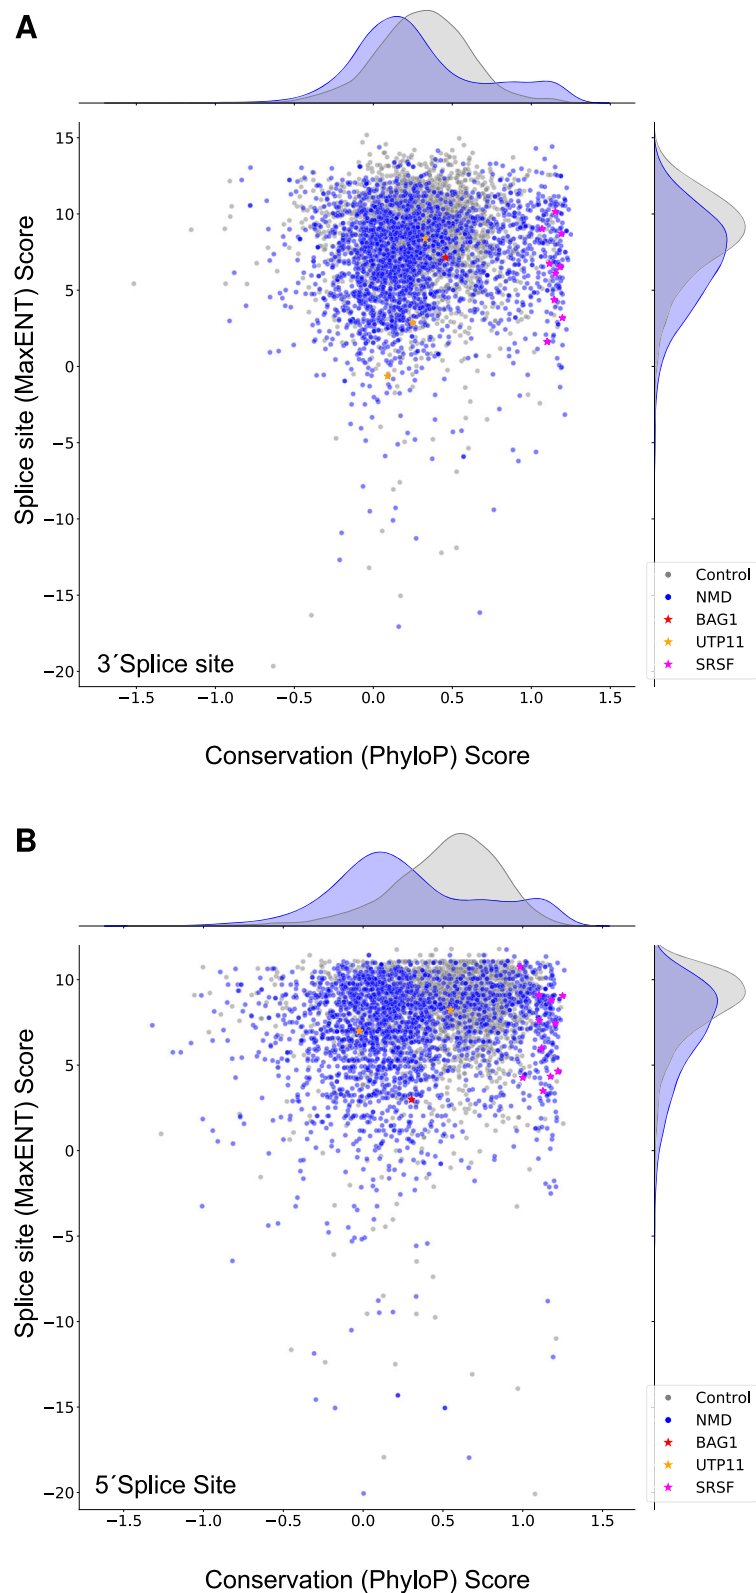 A
Splice site (MaxENT) Score
15
10
5
0
−5
−10
−15
−20
3´Splice site
Control
NMD
BAG1
UTP11
SRSF
−1.5 −1.0 −0.5 0.0 0.5 1.0 1.5
Conservation (PhyloP) Score
B
Splice site (MaxENT) Score
10
5
0
−5
−10
−15
−20
5´Splice Site
Control
NMD
BAG1
UTP11
SRSF
−1.5 −1.0 −0.5 0.0 0.5 1.0 1.5
Conservation (PhyloP) Score